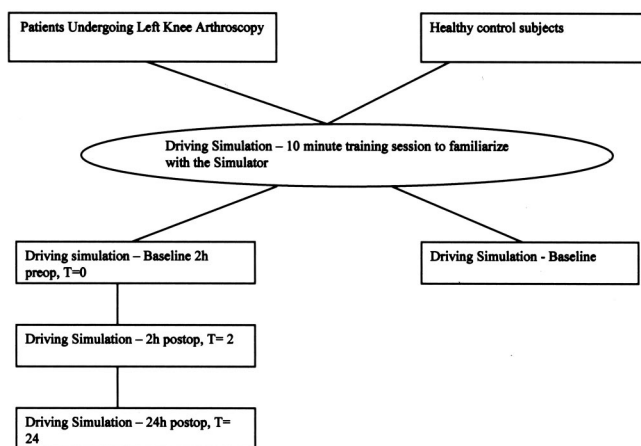 Patients Undergoing Left Knee Arthroscopy
Healthy control subjects
Driving Simulation – 10 minute training session to familiarize
with the Simulator
Driving simulation – Baseline 2h
preop, T=0
Driving Simulation - Baseline
Driving Simulation – 2h postop, T= 2
Driving Simulation – 24h postop, T=
24